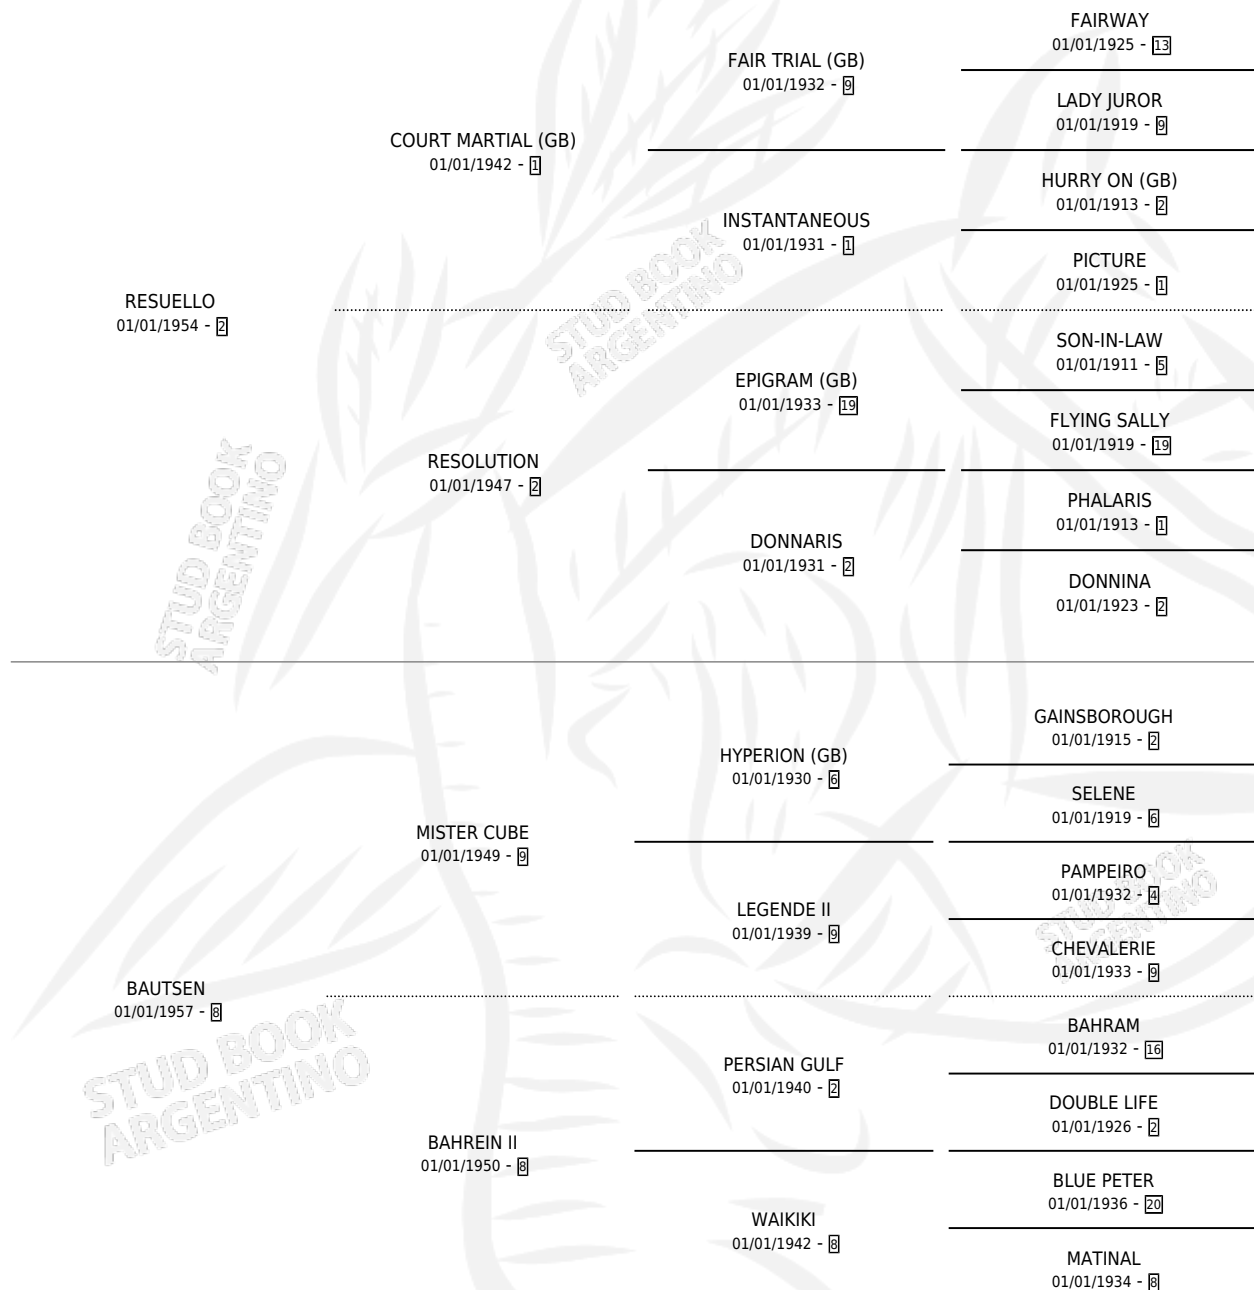 FAIRWAY
01/01/1925 - 13
FAIR TRIAL (GB)
01/01/1932 - 9
LADY JUROR
01/01/1919 - 9
COURT MARTIAL (GB)
01/01/1942 - 1
HURRY ON (GB)
01/01/1913 - 2
INSTANTANEOUS
01/01/1931 - 1
PICTURE
01/01/1925 - 1
RESUELLO
01/01/1954 - 2
SON-IN-LAW
01/01/1911 - 5
EPIGRAM (GB)
01/01/1933 - 19
FLYING SALLY
01/01/1919 - 19
RESOLUTION
01/01/1947 - 2
PHALARIS
01/01/1913 - 1
DONNARIS
01/01/1931 - 2
DONNINA
01/01/1923 - 2
GAINSBOROUGH
01/01/1915 - 2
HYPERION (GB)
01/01/1930 - 6
SELENE
01/01/1919 - 6
MISTER CUBE
01/01/1949 - 9
PAMPEIRO
01/01/1932 - 4
LEGENDE II
01/01/1939 - 9
CHEVALERIE
01/01/1933 - 9
BAUTSEN
01/01/1957 - 8
BAHRAM
01/01/1932 - 16
PERSIAN GULF
01/01/1940 - 2
DOUBLE LIFE
01/01/1926 - 2
BAHREIN II
01/01/1950 - 8
BLUE PETER
01/01/1936 - 20
WAIKIKI
01/01/1942 - 8
MATINAL
01/01/1934 - 8
STUD BOOK
ARGENTINO
STUD BOOK
ARGENTINO
STUD BOOK
ARGENTINO
STUD BOOK
ARGENTINO